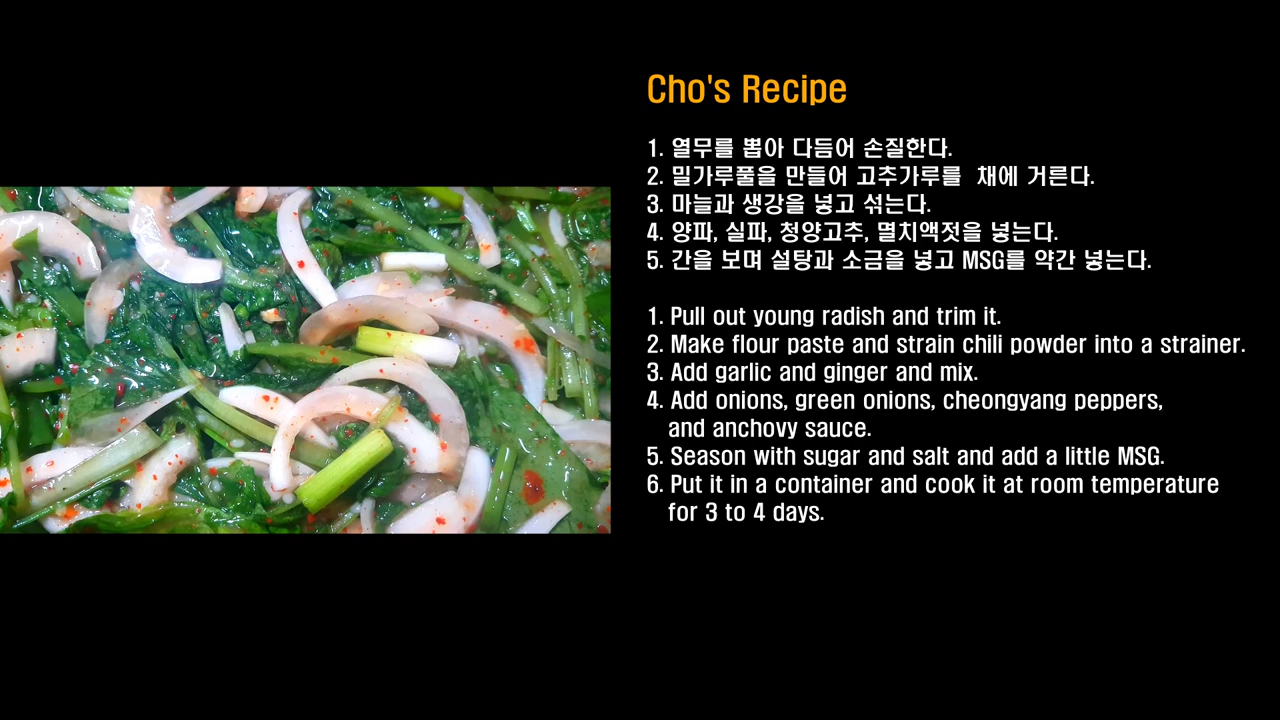 Cho's Recipe
1. 열무를 뽑아 다듬어 손질한다.
2. 밀가루풀을 만들어 고추가루를  채에 거른다.
3. 마늘과 생강을 넣고 섞는다.
4. 양파, 실파, 청양고추, 멸치액젓을 넣는다.
5. 간을 보며 설탕과 소금을 넣고 MSG를 약간 넣는다.
1. Pull out young radish and trim it.
2. Make flour paste and strain chili powder into a strainer.
3. Add garlic and ginger and mix.
4. Add onions, green onions, cheongyang peppers,
and anchovy sauce.
5. Season with sugar and salt and add a little MSG.
6. Put it in a container and cook it at room temperature
for 3 to 4 days.